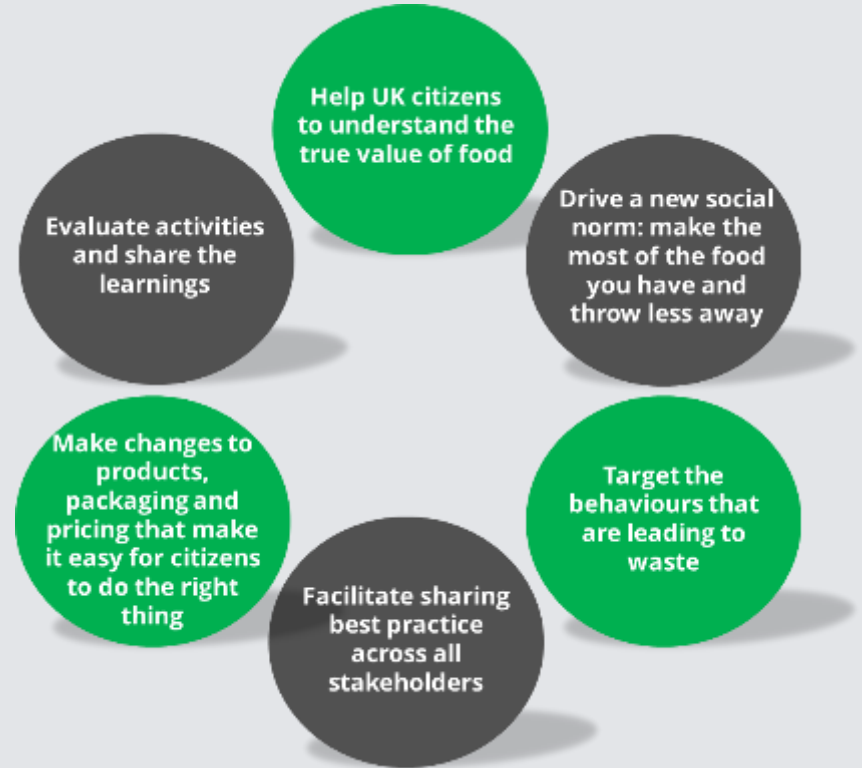 Help UK citizens
to understand the
true value of food
Drive a new social
norm: make the
most of the food
you have and
throw less away
Target the
behaviours that
are leading to
waste
Facilitate sharing
best practice
across all
stakeholders
Make changes to
products,
packaging and
pricing that make
it easy for citizens
to do the right
thing
Evaluate activities
and share the
learnings